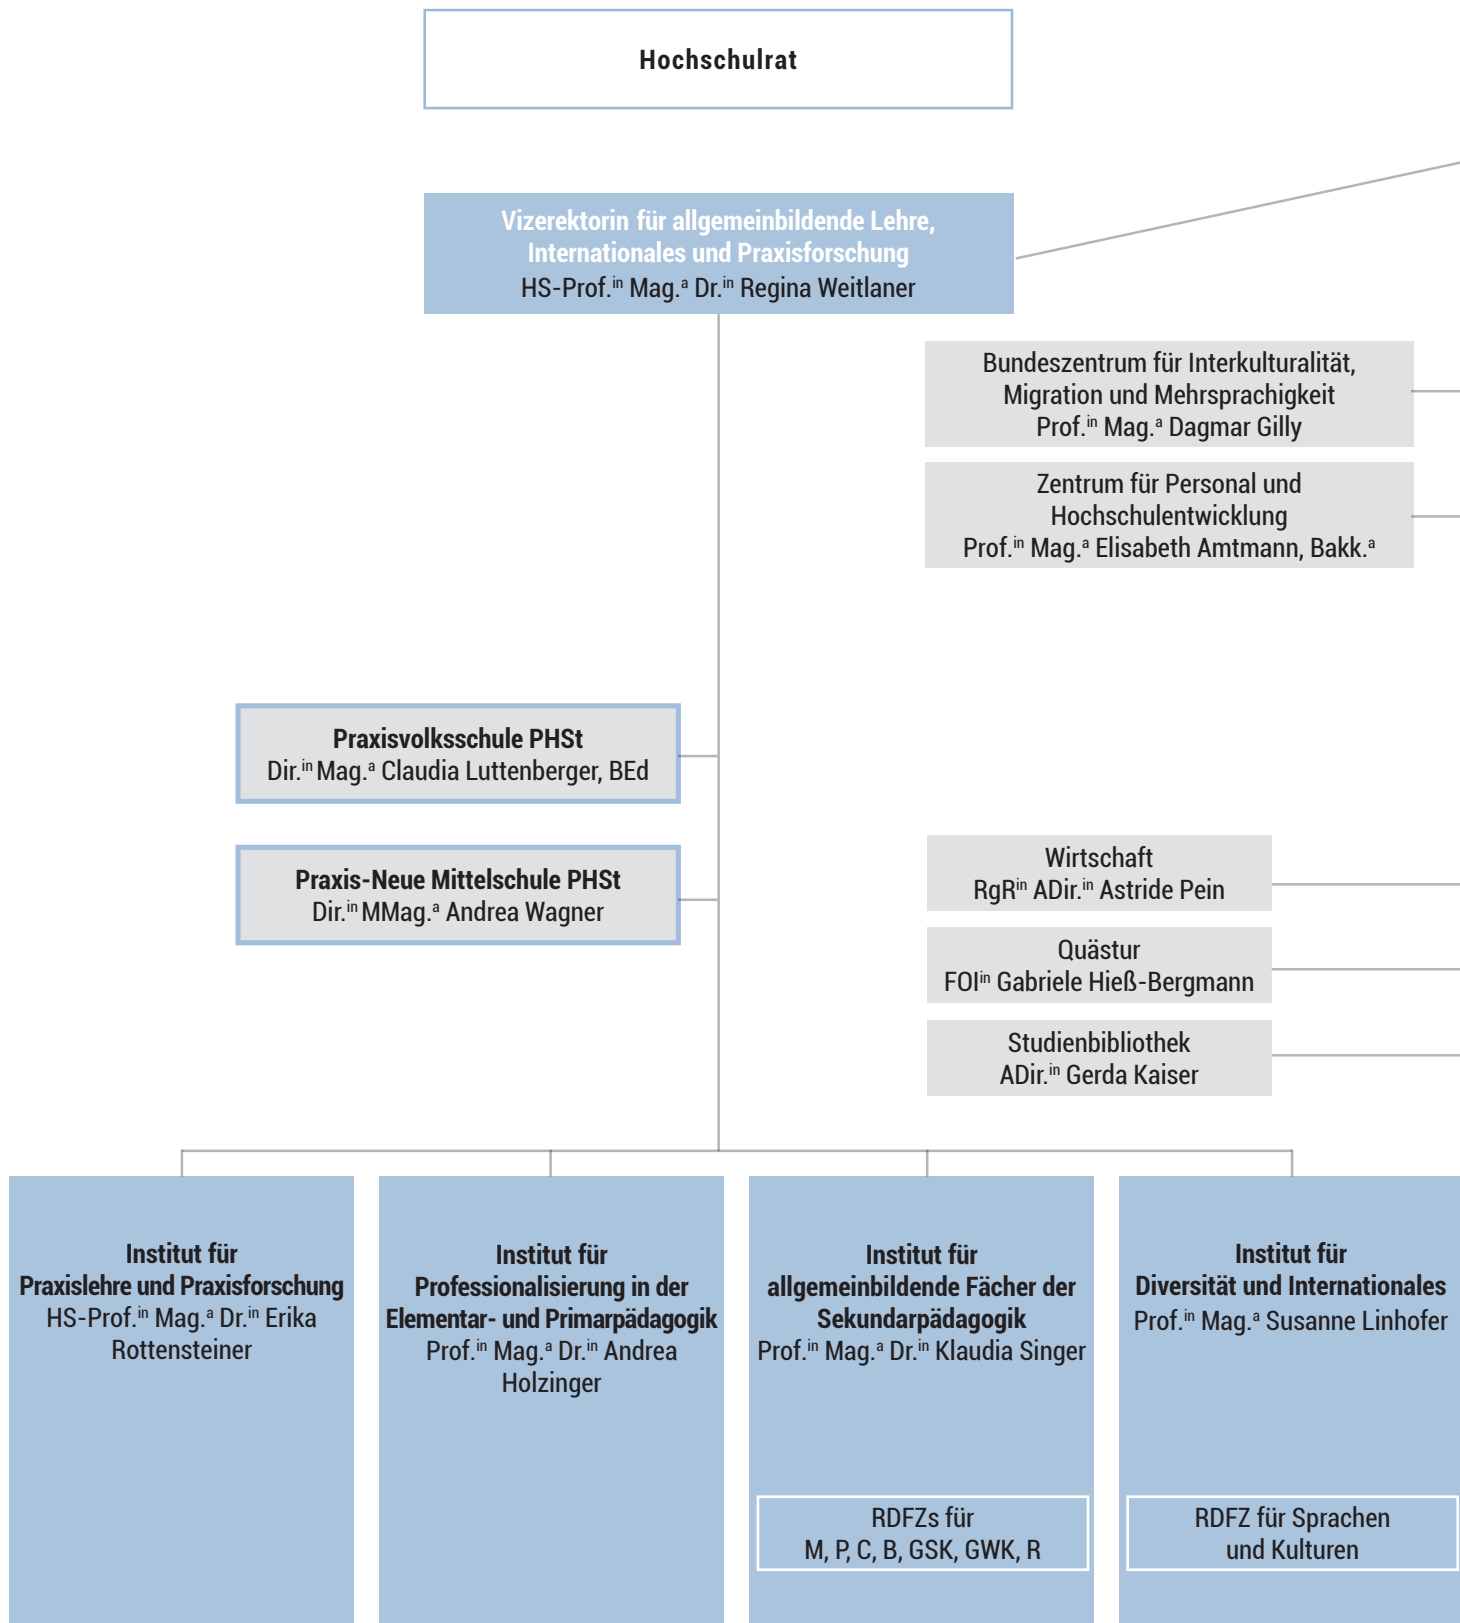 Hochschulrat
Vizerektorin für allgemeinbildende Lehre,
Internationales und Praxisforschung
HS-Prof.in Mag.a Dr.in Regina Weitlaner
Bundeszentrum für Interkulturalität,
Migration und Mehrsprachigkeit
Prof.in Mag.a Dagmar Gilly
Zentrum für Personal und
Hochschulentwicklung
Prof.in Mag.a Elisabeth Amtmann, Bakk.a
Praxisvolksschule PHSt
Dir.in Mag.a Claudia Luttenberger, BEd
Praxis-Neue Mittelschule PHSt
Dir.in MMag.a Andrea Wagner
Wirtschaft
RgRin ADir.in Astride Pein
Quästur
FOIin Gabriele Hieß-Bergmann
Studienbibliothek
ADir.in Gerda Kaiser
Institut für
Praxislehre und Praxisforschung
HS-Prof.in Mag.a Dr.in Erika
Rottensteiner
Institut für
Professionalisierung in der
Elementar- und Primarpädagogik
Prof.in Mag.a Dr.in Andrea
Holzinger
Institut für
allgemeinbildende Fächer der
Sekundarpädagogik
Prof.in Mag.a Dr.in Klaudia Singer
RDFZs für
M, P, C, B, GSK, GWK, R
Institut für
Diversität und Internationales
Prof.in Mag.a Susanne Linhofer
RDFZ für Sprachen
und Kulturen